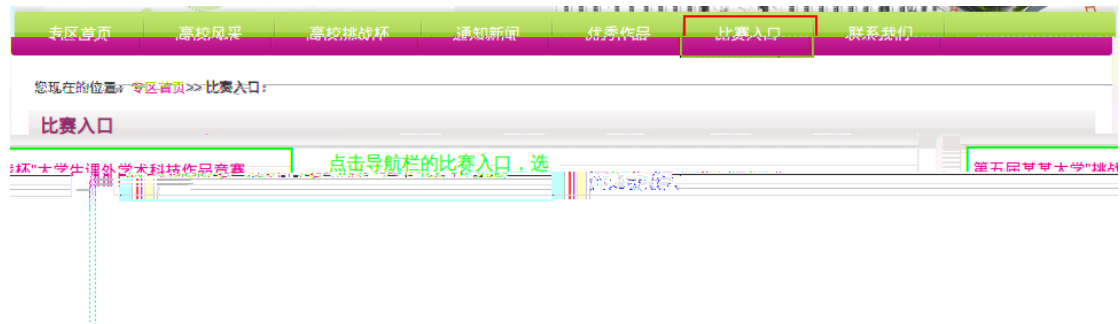 专区首页 高校风采 高校挑战杯 通知新闻 优秀作品 比赛入口 联系我们
您现在的位置：专区首页>> 比赛入口：
比赛入口
杯"大学生课外学术科技作品竞赛 点击导航栏的比赛入口，选 第五届某某大学"挑战